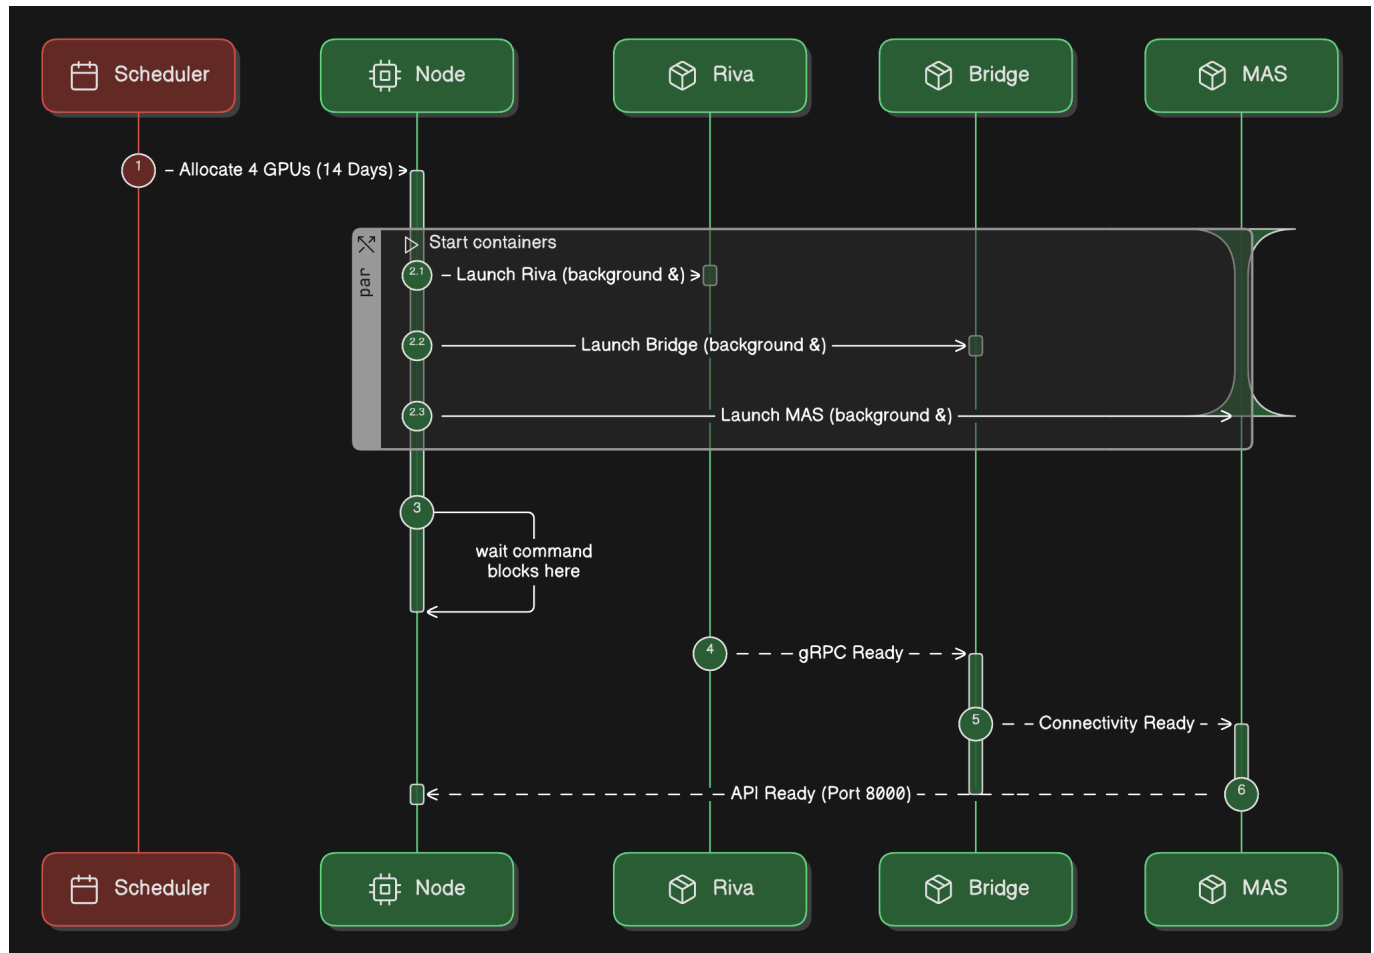 Scheduler
Node
Riva
Bridge
MAS
1
Allocate 4 GPUs (14 Days)
par
Start containers
2.1
Launch Riva (background &)
2.2
Launch Bridge (background &)
2.3
Launch MAS (background &)
3
wait command
blocks here
4
gRPC Ready
5
Connectivity Ready
API Ready (Port 8000)
6
Scheduler
Node
Riva
Bridge
MAS